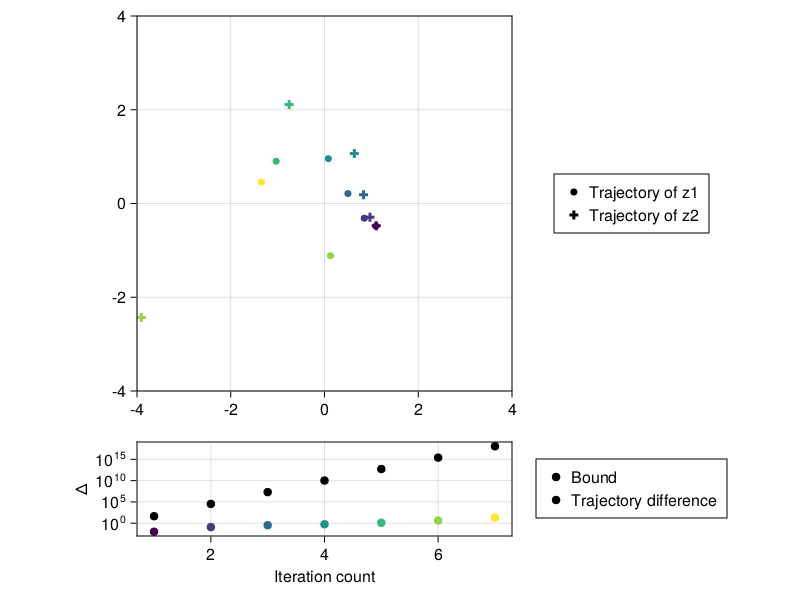 4
2
0
-2
-4
-4 -2 0 2 4
Trajectory of z1
Trajectory of z2
10^15
10^10
10^5
10^0
Δ
2 4 6
Iteration count
Bound
Trajectory difference